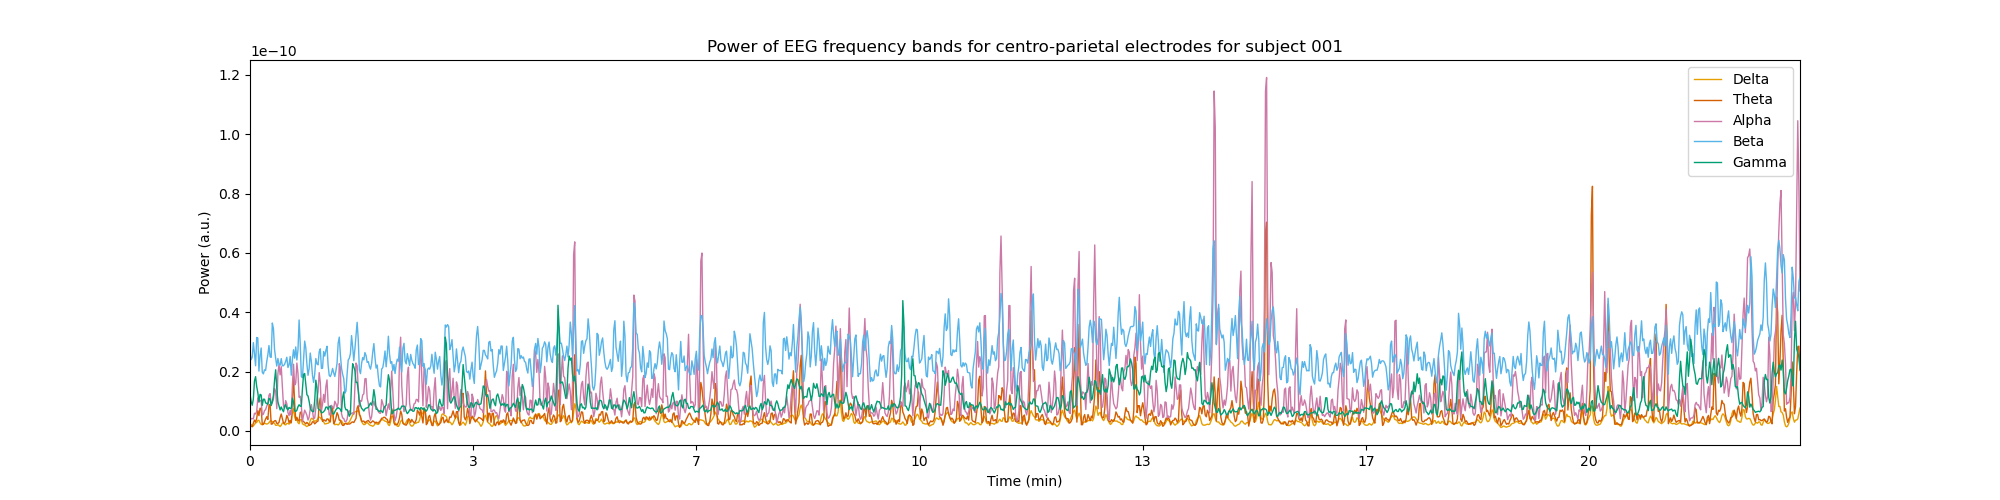 Power of EEG frequency bands for centro-parietal electrodes for subject 001
1e−10
1.2
1.0
0.8
0.6
0.4
0.2
0.0
Power (a.u.)
Delta
Theta
Alpha
Beta
Gamma
0 3 7 10 13 17 20
Time (min)